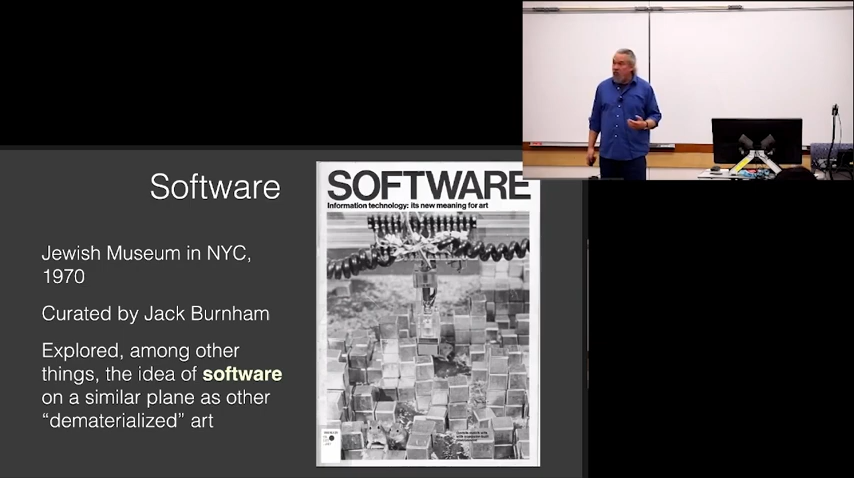 Software
Jewish Museum in NYC,
1970
Curated by Jack Burnham
Explored, among other
things, the idea of software
on a similar plane as other
“dematerialized” art
SOFTWARE
Information technology: its new meaning for art